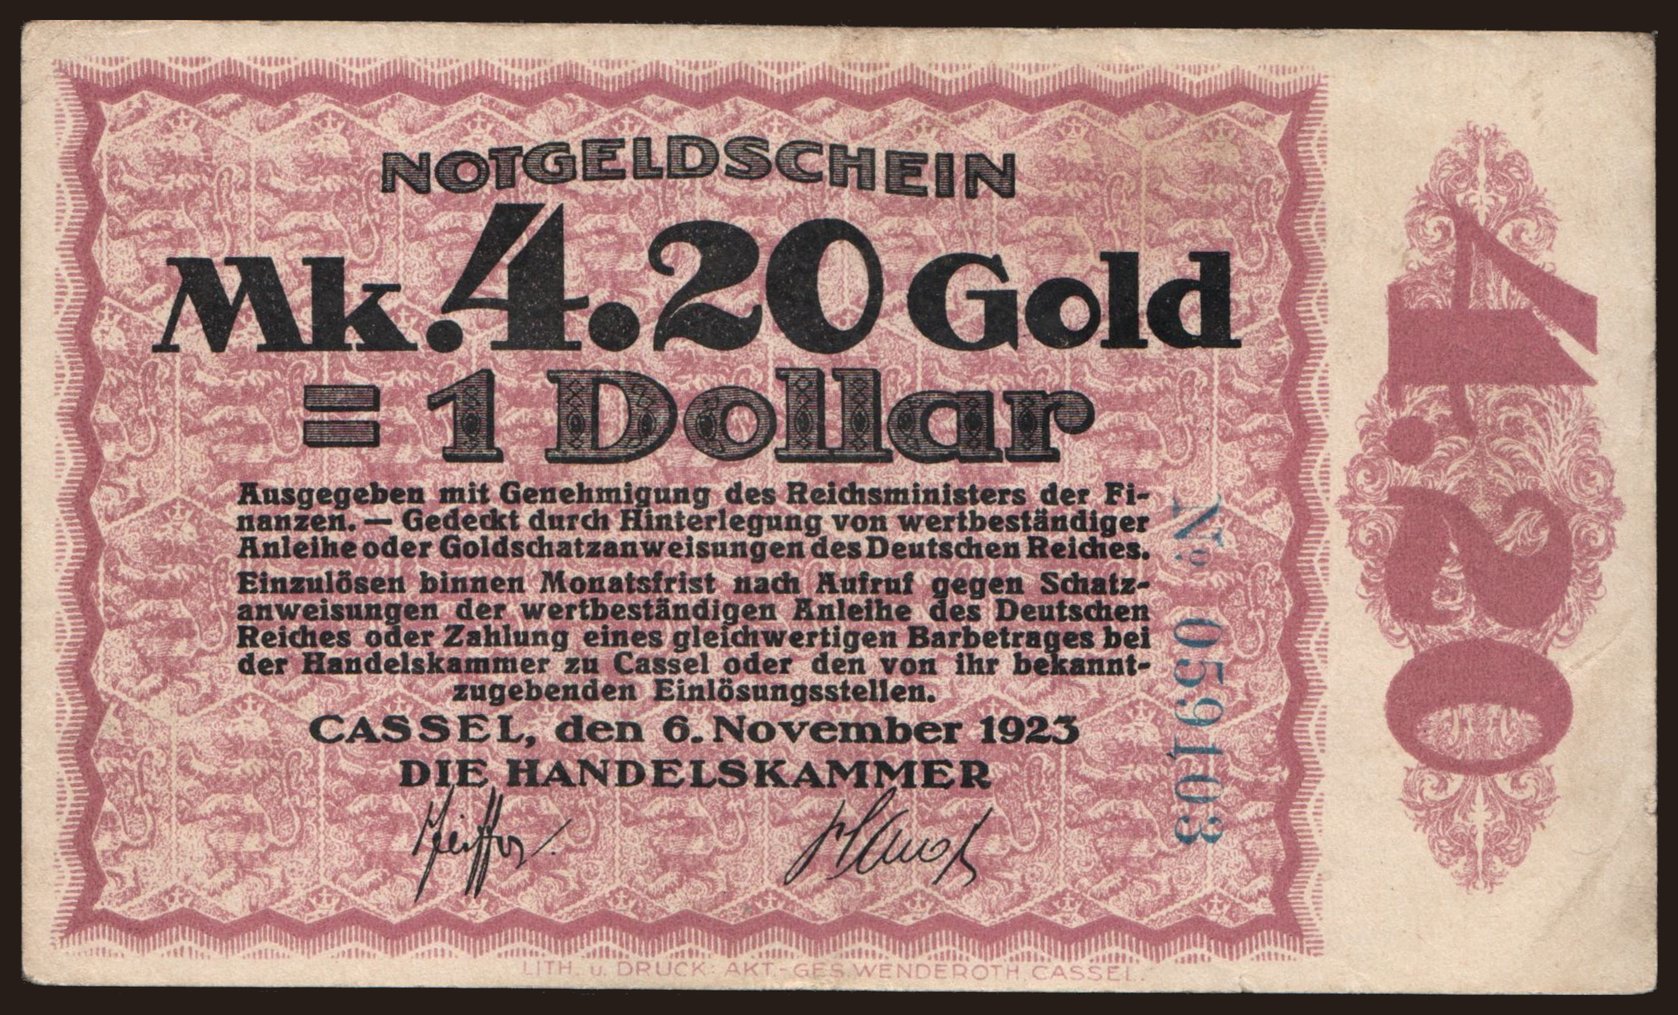 NOTGELDSCHEIN
Mk. 4.20 Gold
= 1 Dollar
Ausgegeben mit Genehmigung des Reichsministers der Fi-
nanzen. — Gedeckt durch Hinterlegung von wertbeständiger
Anleihe oder Goldschatzanweisungen des Deutschen Reiches.
Einzulösen binnen Monatsfrist nach Aufruf gegen Schatz-
anweisungen der wertbeständigen Anleihe des Deutschen
Reiches oder Zahlung eines gleichwertigen Barbetrages bei
der Handelskammer zu Cassel oder den von ihr bekannt-
zugebenden Einlösungsstellen.
CASSEL, den 6. November 1923
DIE HANDELSKAMMER
Pfeiffer
LITH. u. DRUCK: AKT.-GES. WENDEROTH CASSEL.
No 059103
4.20